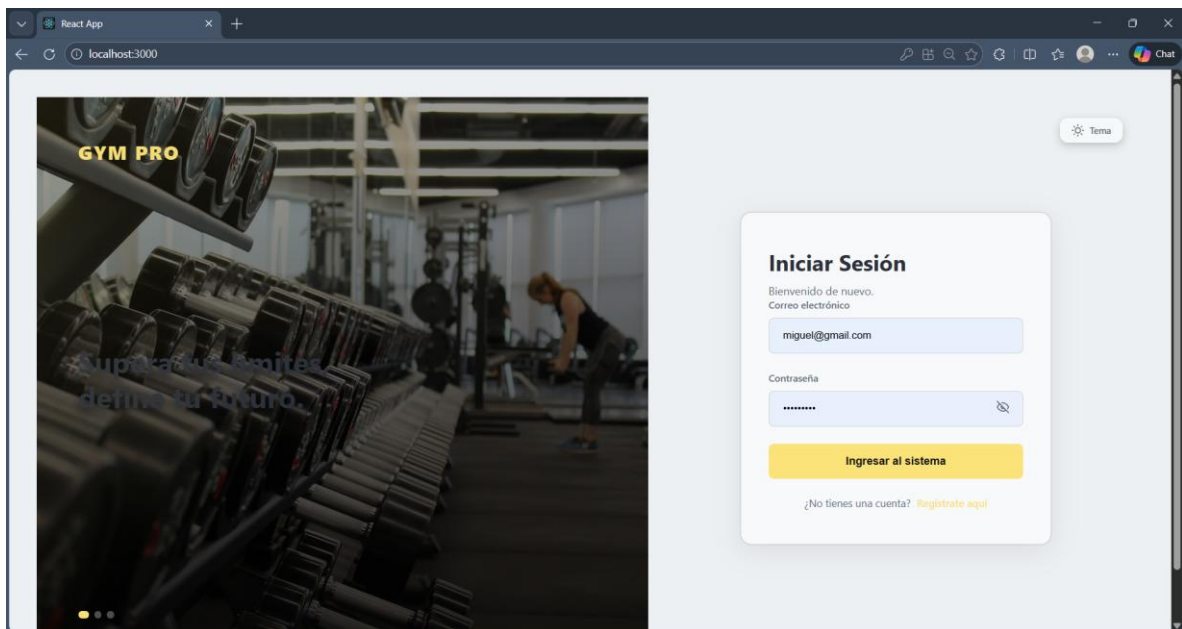 React App
localhost:3000
Chat
GYM PRO
Supera tus límites,
define tu futuro.
Tema
Iniciar Sesión
Bienvenido de nuevo.
Correo electrónico
miguel@gmail.com
Contraseña
•••••••••
Ingresar al sistema
¿No tienes una cuenta? Regístrate aquí